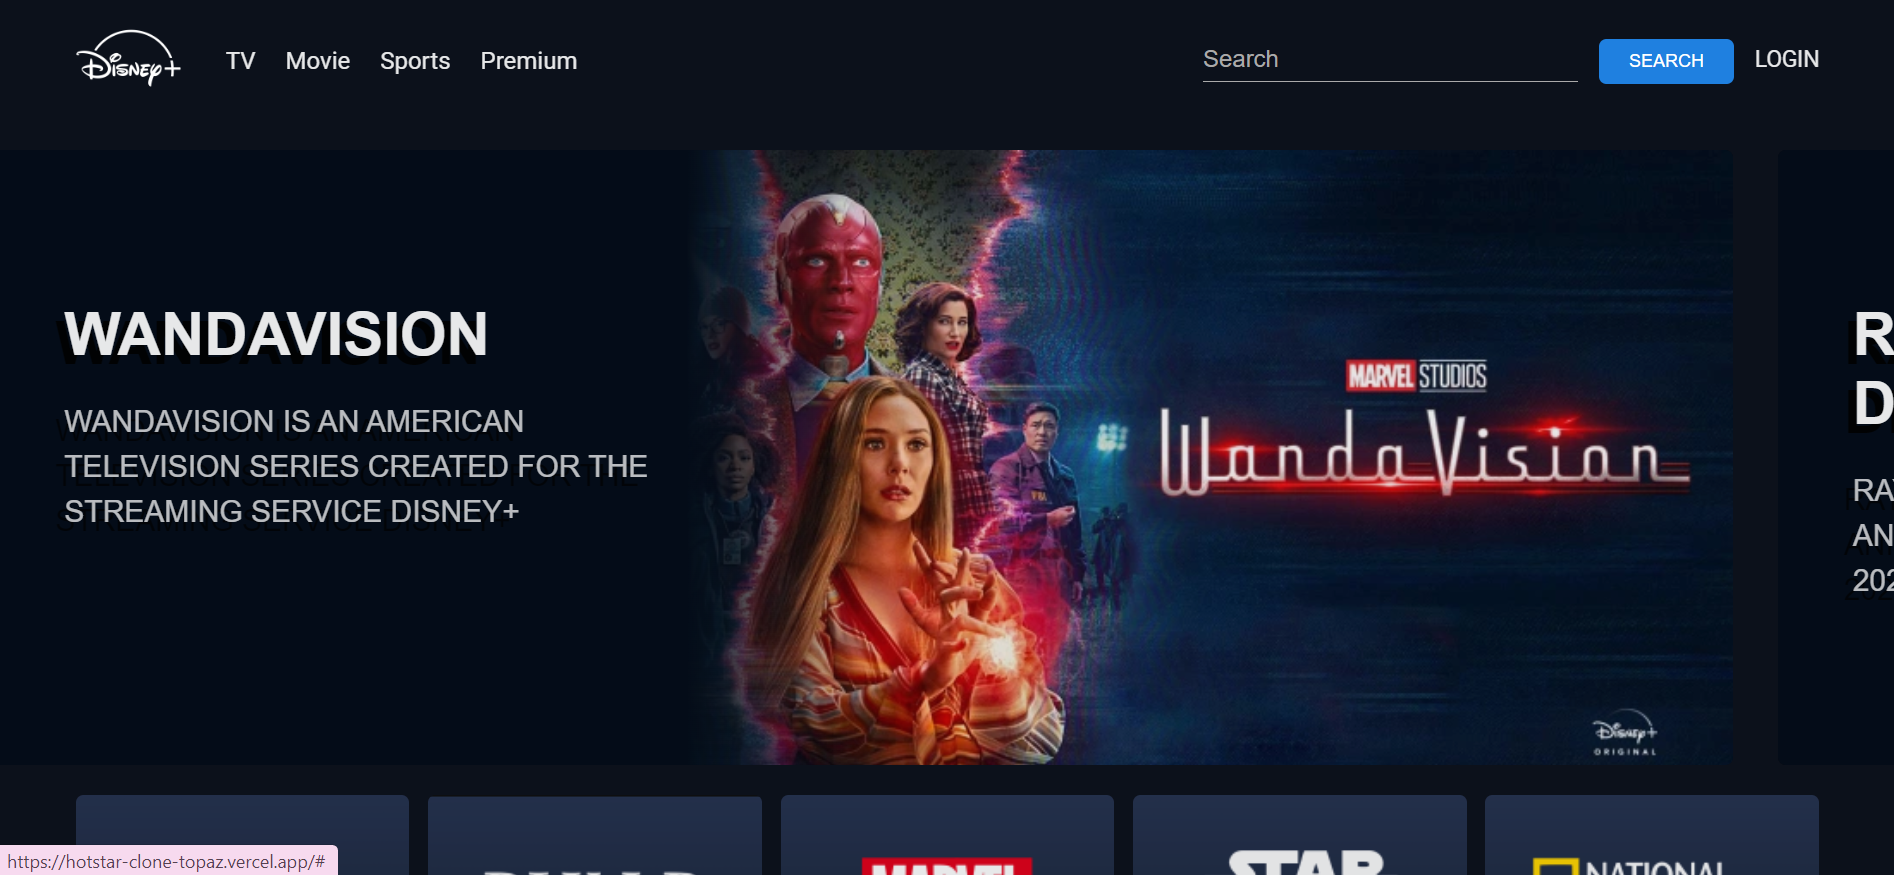 Disney+
TV Movie Sports Premium
Search
SEARCH
LOGIN
WANDAVISION
WANDAVISION IS AN AMERICAN
TELEVISION SERIES CREATED FOR THE
STREAMING SERVICE DISNEY+
FBI
MARVEL STUDIOS
WandaVision
Disney+
ORIGINAL
R
D
RA
AN
202
MARVEL
STAR
NATIONAL
https://hotstar-clone-topaz.vercel.app/#